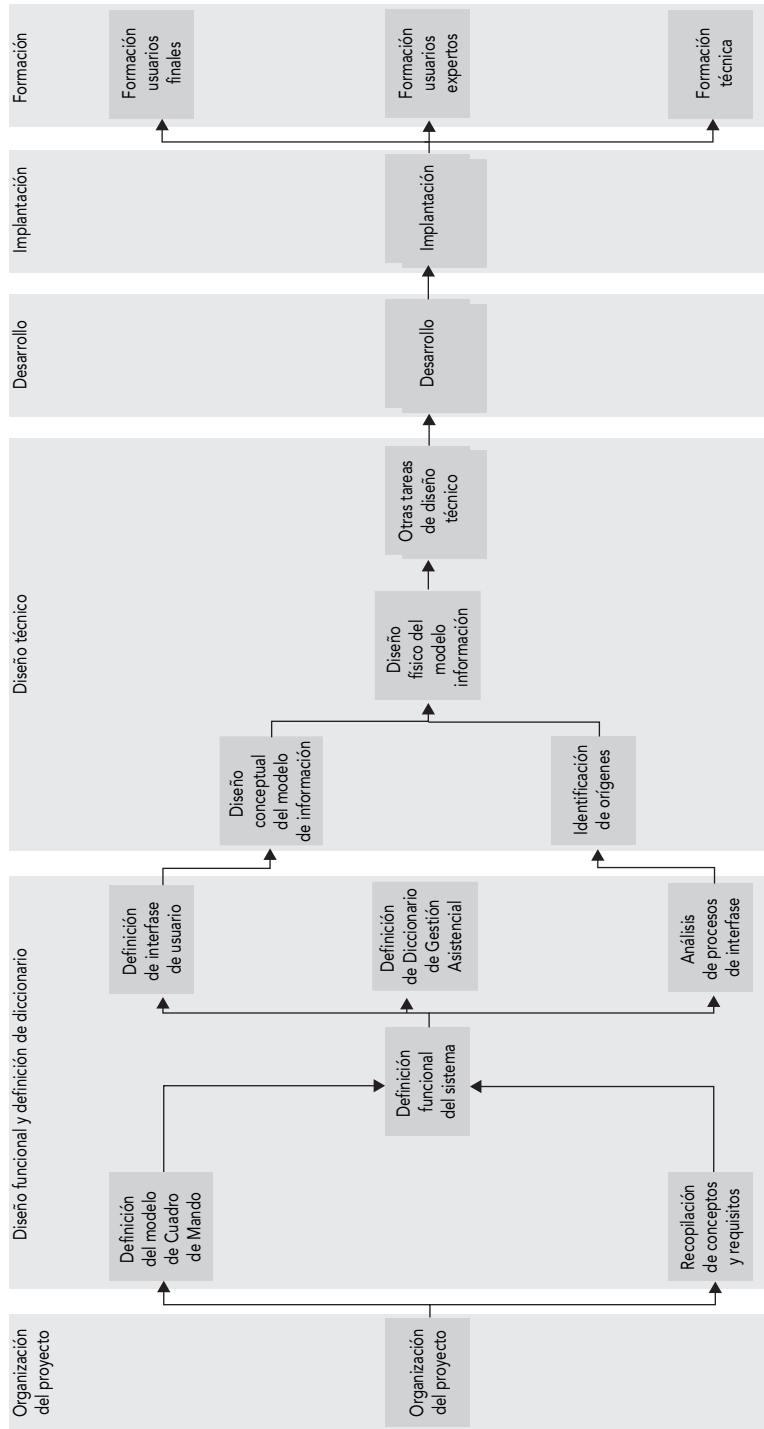 Organización
del proyecto
Organización
del proyecto
Diseño funcional y definición de diccionario
Definición
del modelo
de Cuadro
de Mando
Recopilación
de conceptos
y requisitos
Definición
funcional
del sistema
Definición
de interfase
de usuario
Definición
de Diccionario
de Gestión
Asistencial
Análisis
de procesos
de interfase
Diseño técnico
Diseño
conceptual
del modelo
de información
Identificación
de orígenes
Diseño
físico del
modelo
información
Otras tareas
de diseño
técnico
Desarrollo
Desarrollo
Implantación
Implantación
Formación
Formación
usuarios
finales
Formación
usuarios
expertos
Formación
técnica